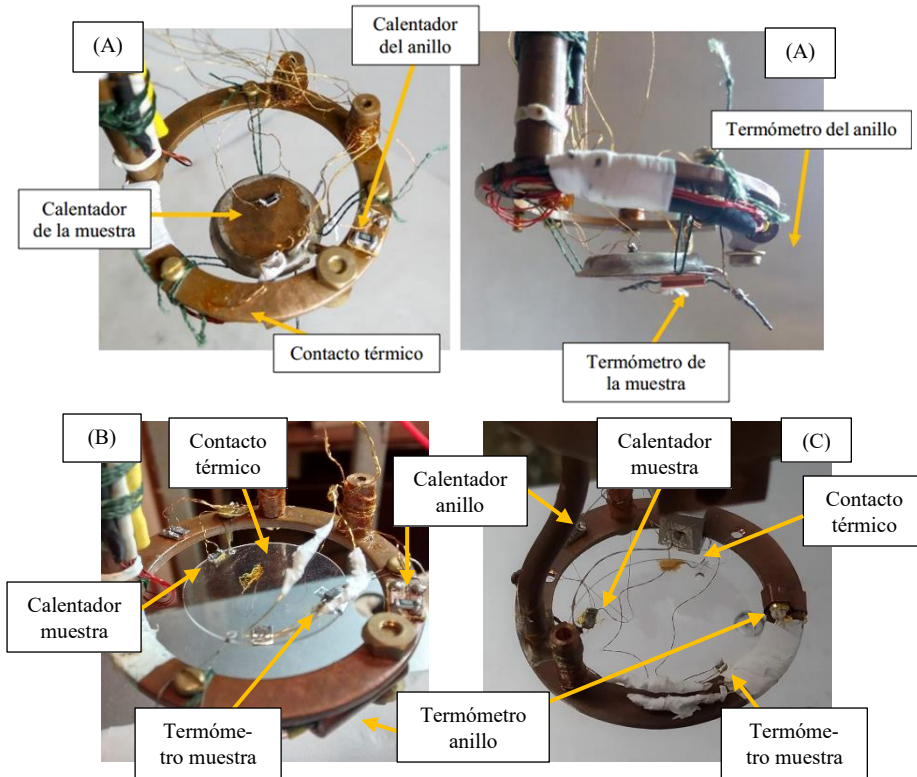 (A)
Calentador
del anillo
(A)
Termómetro del anillo
Calentador
de la muestra
Contacto térmico
Termómetro de
la muestra
(B)
Contacto
térmico
Calentador
muestra
(C)
Calentador
anillo
Contacto
térmico
Calentador
muestra
Termóme-
tro muestra
Termómetro
anillo
Termóme-
tro muestra